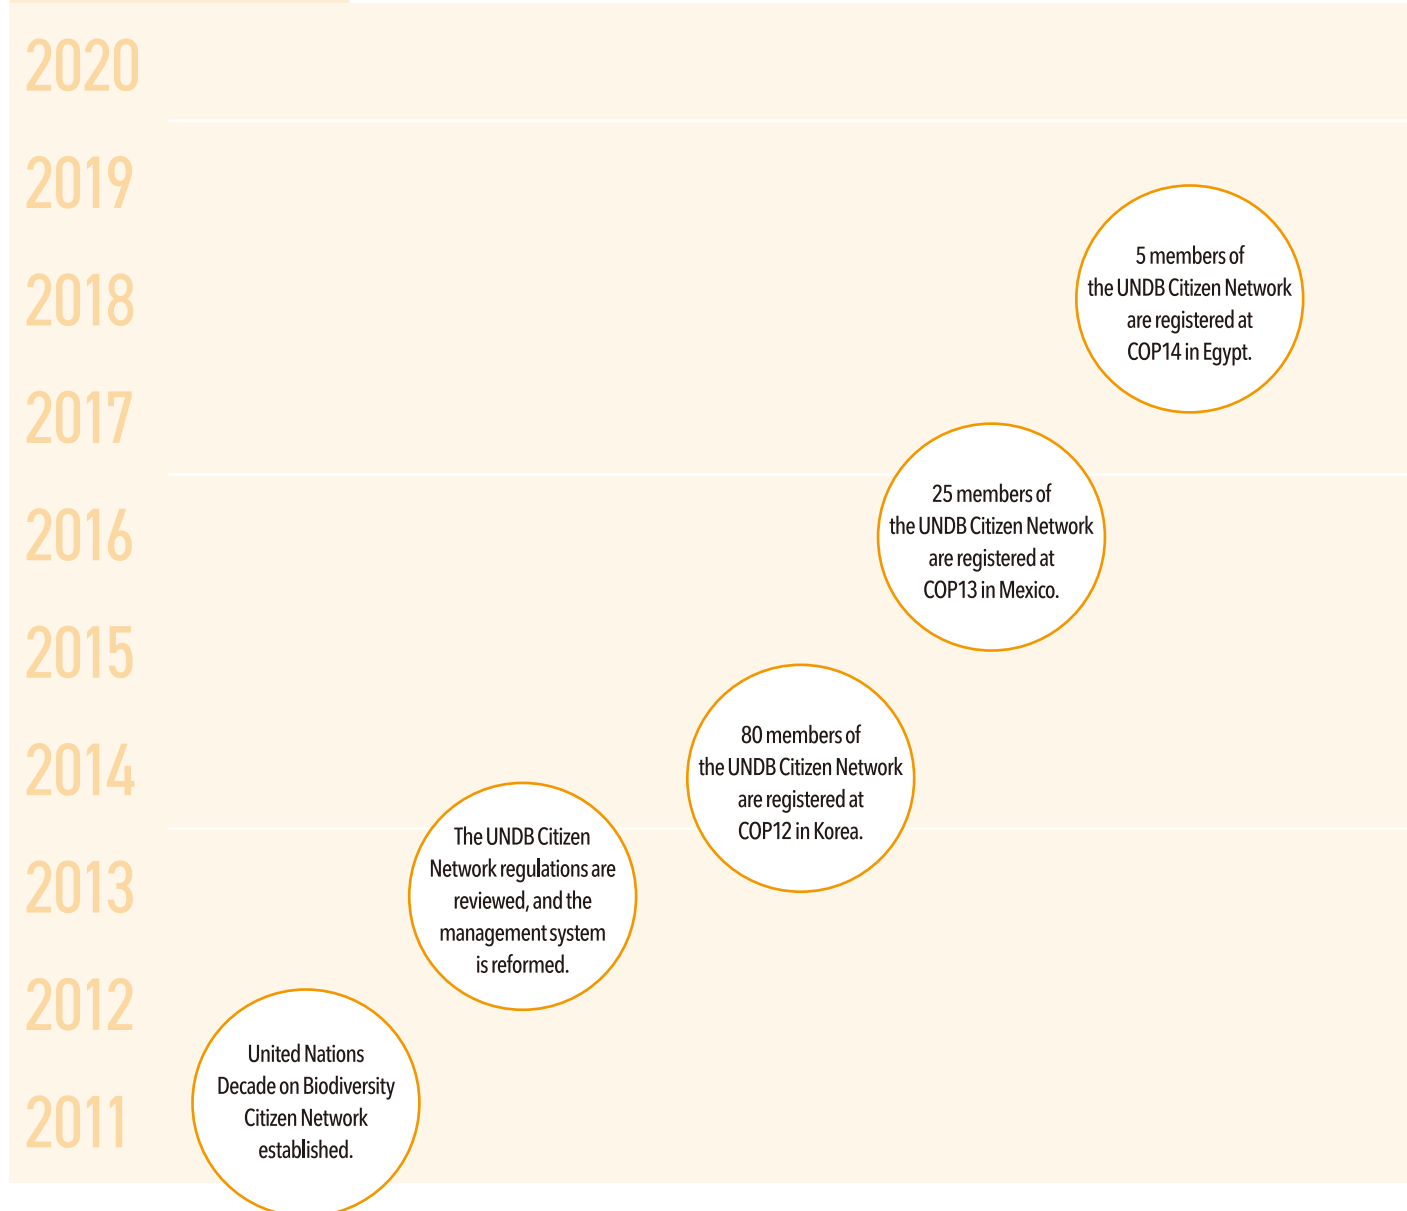 2020
2019
5 members of
the UNDB Citizen Network
are registered at
COP14 in Egypt.
2018
2017
25 members of
the UNDB Citizen Network
are registered at
COP13 in Mexico.
2016
2015
80 members of
the UNDB Citizen Network
are registered at
COP12 in Korea.
2014
The UNDB Citizen
Network regulations are
reviewed, and the
management system
is reformed.
2013
2012
United Nations
Decade on Biodiversity
Citizen Network
established.
2011